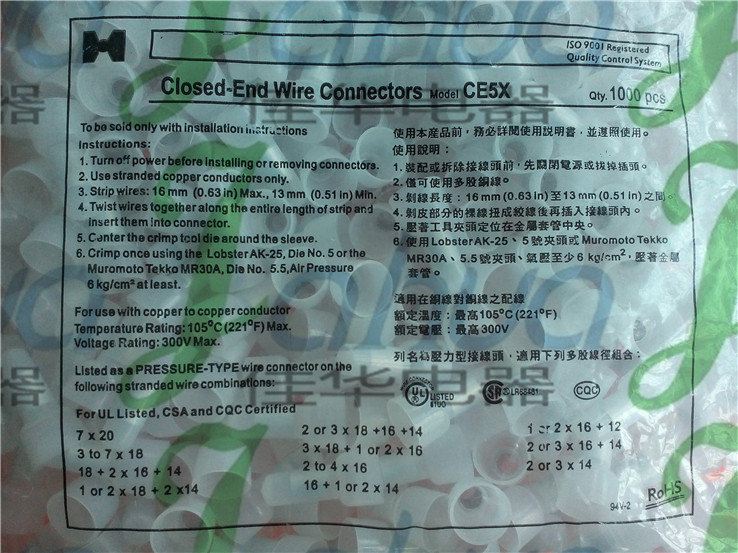 ISO 9001 Registered
Quality Control System
Closed-End Wire Connectors Model CE5X Qty. 1000 pcs
To be sold only with installation instructions
Instructions:
1. Turn off power before installing or removing connectors.
2. Use stranded copper conductors only.
3. Strip wires: 16 mm (0.63 in) Max., 13 mm (0.51 in) Min.
4. Twist wires together along the entire length of strip and
insert them into connector.
5. Canter the crimp tool die around the sleeve.
6. Crimp once using the LobsterAK-25, Die No. 5 or the
Muromoto Tekko MR30A, Die No. 5.5, Air Pressure
6 kg/cm² at least.
For use with copper to copper conductor
Temperature Rating: 105°C (221°F) Max.
Voltage Rating: 300V Max.
Listed as a PRESSURE-TYPE wire connector on the
following stranded wire combinations:
For UL Listed, CSA and CQC Certified
使用本產品前，務必詳閱使用說明書，並遵照使用。
使用說明：
1. 裝配或拆除接線頭前，先關閉電源或拔掉插頭。
2. 僅可使用多股銅線。
3. 剝線長度：16mm (0.63 in) 至13mm (0.51 in) 之間。
4. 剝皮部分的裸線扭成絞線後再插入接線頭內。
5. 壓著工具夾頭定位在金屬套管中央。
6. 使用 LobsterAK-25、5號夾頭或 Muromoto Tekko
MR30A、5.5號夾頭、氣壓至少6 kg/cm²，壓著金屬
套管。
適用在銅線對銅線之配線
額定溫度：最高105°C (221°F)
額定電壓：最高300V
列名為壓力型接線頭，適用下列多股線徑組合：
UL LISTED
LR68481
CQC
7 x 20
3 to 7 x 18
18 + 2 x 16 + 14
1 or 2 x 18 + 2 x14
2 or 3 x 18 +16 +14
3 x 18 + 1 or 2 x 16
2 to 4 x 16
16 + 1 or 2 x 14
1 or 2 x 16 + 12
2 or 3 x 16 + 14
2 or 3 x 14
94V-2
RoHS
佳华电器
佳华电器